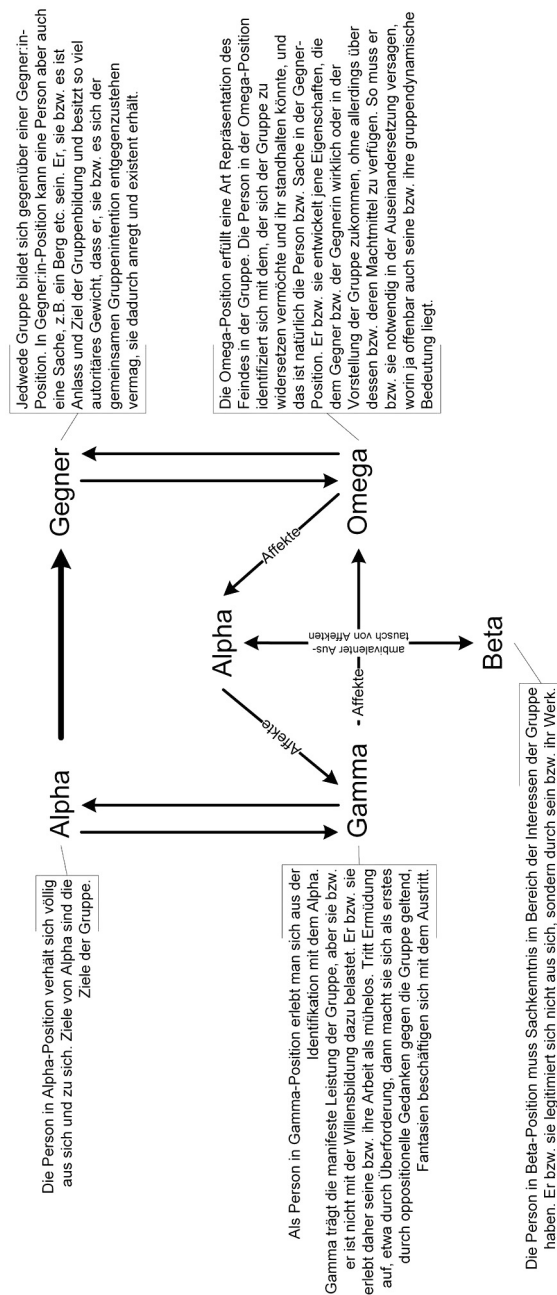 Jedwede Gruppe bildet sich gegenüber einer Gegner:in-
Position. In Gegner:in-Position kann eine Person aber auch
eine Sache, z.B. ein Berg etc. sein. Er, sie bzw. es ist
Anlass und Ziel der Gruppenbildung und besitzt so viel
autoritäres Gewicht, dass er, sie bzw. es sich der
gemeinsamen Gruppenintention entgegenzustehen
vermag, sie dadurch anregt und existent erhält.
Die Person in Alpha-Position verhält sich völlig
aus sich und zu sich. Ziele von Alpha sind die
Ziele der Gruppe.
Alpha
Gegner
Alpha
Affekte
Affekte
Gamma
- Affekte
Omega
ambivalenter Aus-
tausch von Affekten
Beta
Die Omega-Position erfüllt eine Art Repräsentation des
Feindes in der Gruppe. Die Person in der Omega-Position
identifiziert sich mit dem, der sich der Gruppe zu
widersetzen vermöchte und ihr standhalten könnte, und
das ist natürlich die Person bzw. Sache in der Gegner-
Position. Er bzw. sie entwickelt jene Eigenschaften, die
dem Gegner bzw. der Gegnerin wirklich oder in der
Vorstellung der Gruppe zukommen, ohne allerdings über
dessen bzw. deren Machtmittel zu verfügen. So muss er
bzw. sie notwendig in der Auseinandersetzung versagen,
worin ja offenbar auch seine bzw. ihre gruppendynamische
Bedeutung liegt.
Als Person in Gamma-Position erlebt man sich aus der
Identifikation mit dem Alpha.
Gamma trägt die manifeste Leistung der Gruppe, aber sie bzw.
er ist nicht mit der Willensbildung dazu belastet. Er bzw. sie
erlebt daher seine bzw. ihre Arbeit als mühelos. Tritt Ermüdung
auf, etwa durch Überforderung, dann macht sie sich als erstes
durch oppositionelle Gedanken gegen die Gruppe geltend,
Fantasien beschäftigen sich mit dem Austritt.
Die Person in Beta-Position muss Sachkenntnis im Bereich der Interessen der Gruppe
haben. Er bzw. sie legitimiert sich nicht aus sich, sondern durch sein bzw. ihr Werk.